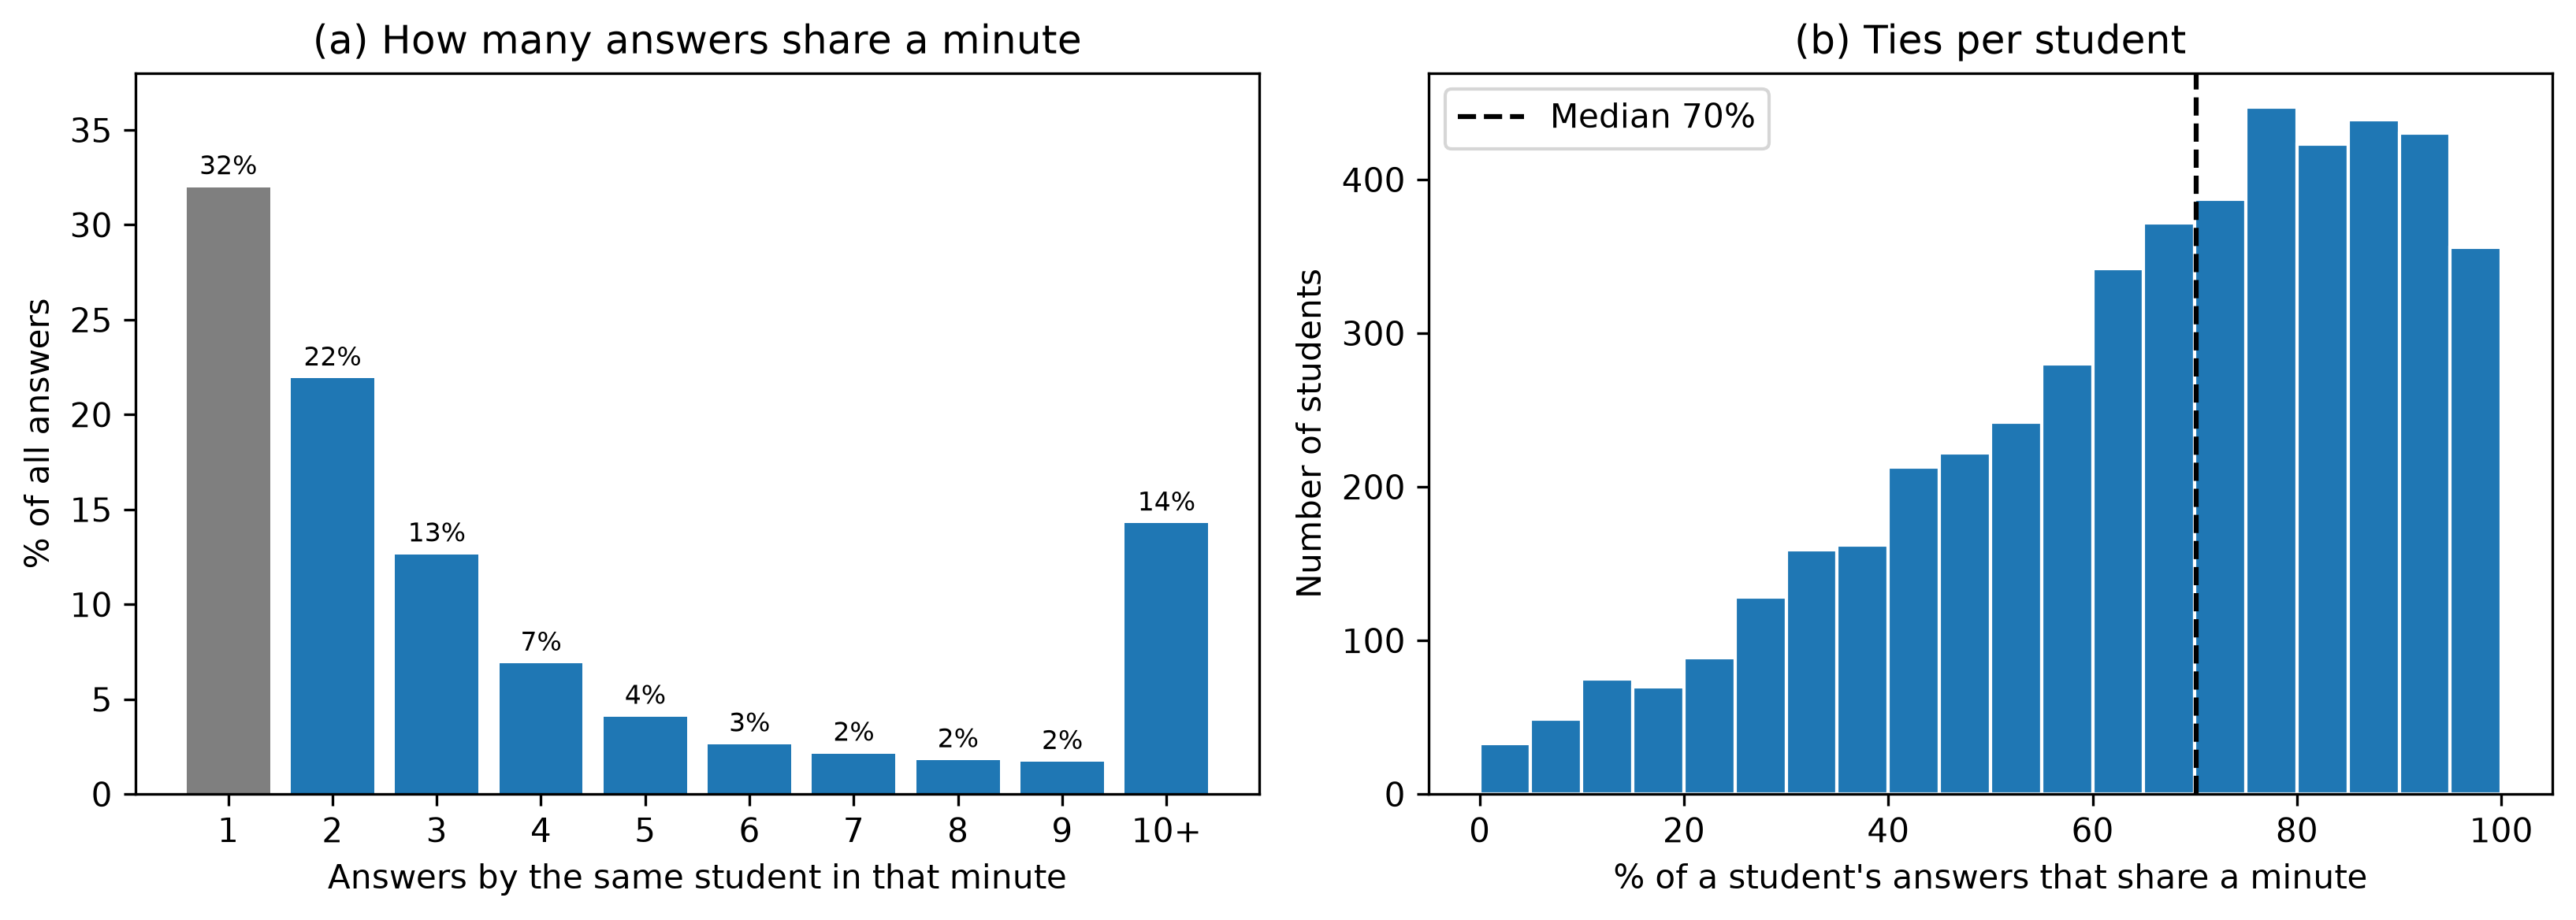 (a) How many answers share a minute
% of all answers
35
30
25
20
15
10
5
0
32%
22%
13%
7%
4%
3%
2%
2%
2%
14%
1 2 3 4 5 6 7 8 9 10+
Answers by the same student in that minute
(b) Ties per student
Median 70%
Number of students
400
300
200
100
0
0 20 40 60 80 100
% of a student's answers that share a minute